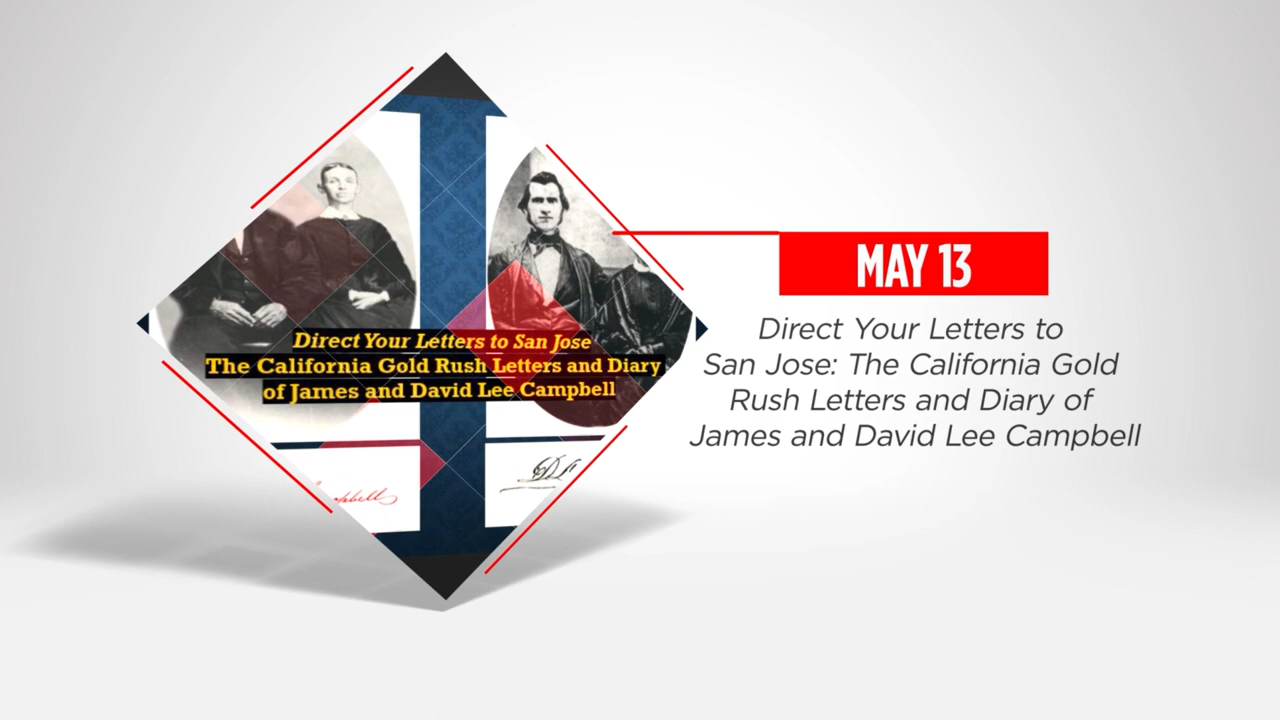 Direct Your Letters to San Jose
The California Gold Rush Letters and Diary
of James and David Lee Campbell
MAY 13
Direct Your Letters to
San Jose: The California Gold
Rush Letters and Diary of
James and David Lee Campbell